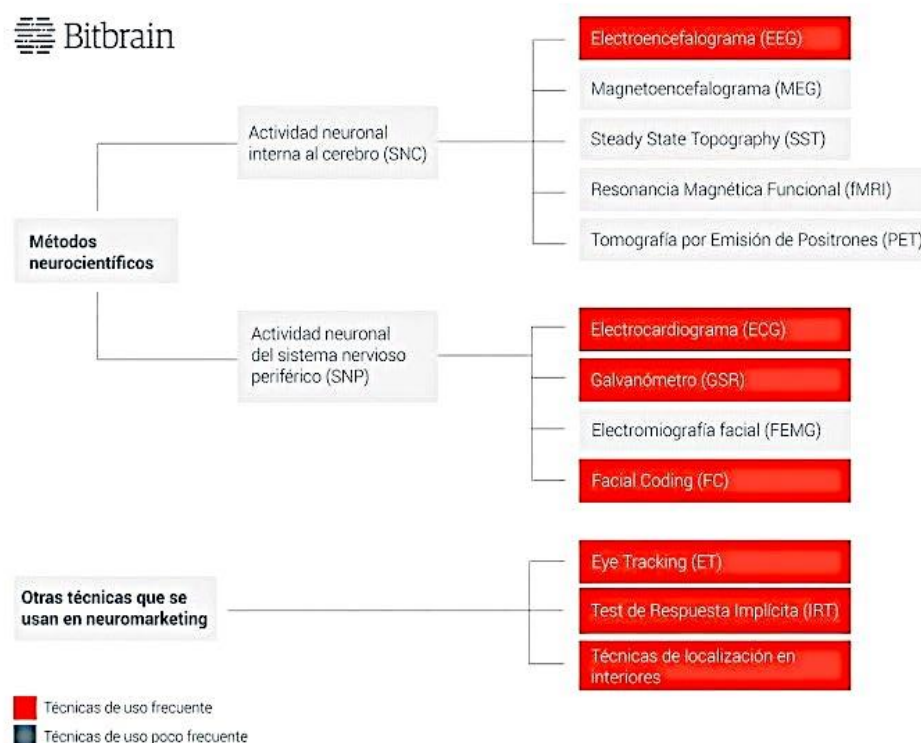 Bitbrain
Electroencefalograma (EEG)
Magnetoencefalograma (MEG)
Actividad neuronal
interna al cerebro (SNC)
Steady State Topography (SST)
Resonancia Magnética Funcional (fMRI)
Tomografía por Emisión de Positrones (PET)
Métodos
neurocientíficos
Actividad neuronal
del sistema nervioso
periférico (SNP)
Electrocardiograma (ECG)
Galvanómetro (GSR)
Electromiografía facial (FEMG)
Facial Coding (FC)
Otras técnicas que se
usan en neuromarketing
Eye Tracking (ET)
Test de Respuesta Implícita (IRT)
Técnicas de localización en
interiores
Técnicas de uso frecuente
Técnicas de uso poco frecuente